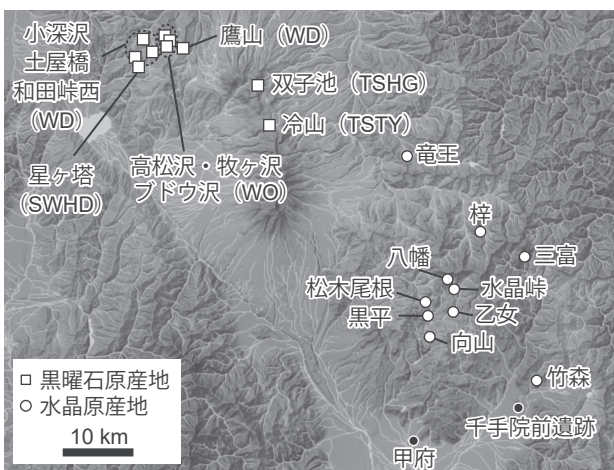 小深沢
土屋橋
和田峠西
(WD)
鷹山（WD）
双子池（TSHG）
冷山（TSTY）
星ヶ塔
(SWHD)
高松沢・牧ヶ沢
ブドウ沢（WO）
竜王
梓
三富
八幡
水晶峠
松木尾根
黒平
乙女
向山
竹森
千手院前遺跡
甲府
黒曜石原産地
水晶原産地
10 km